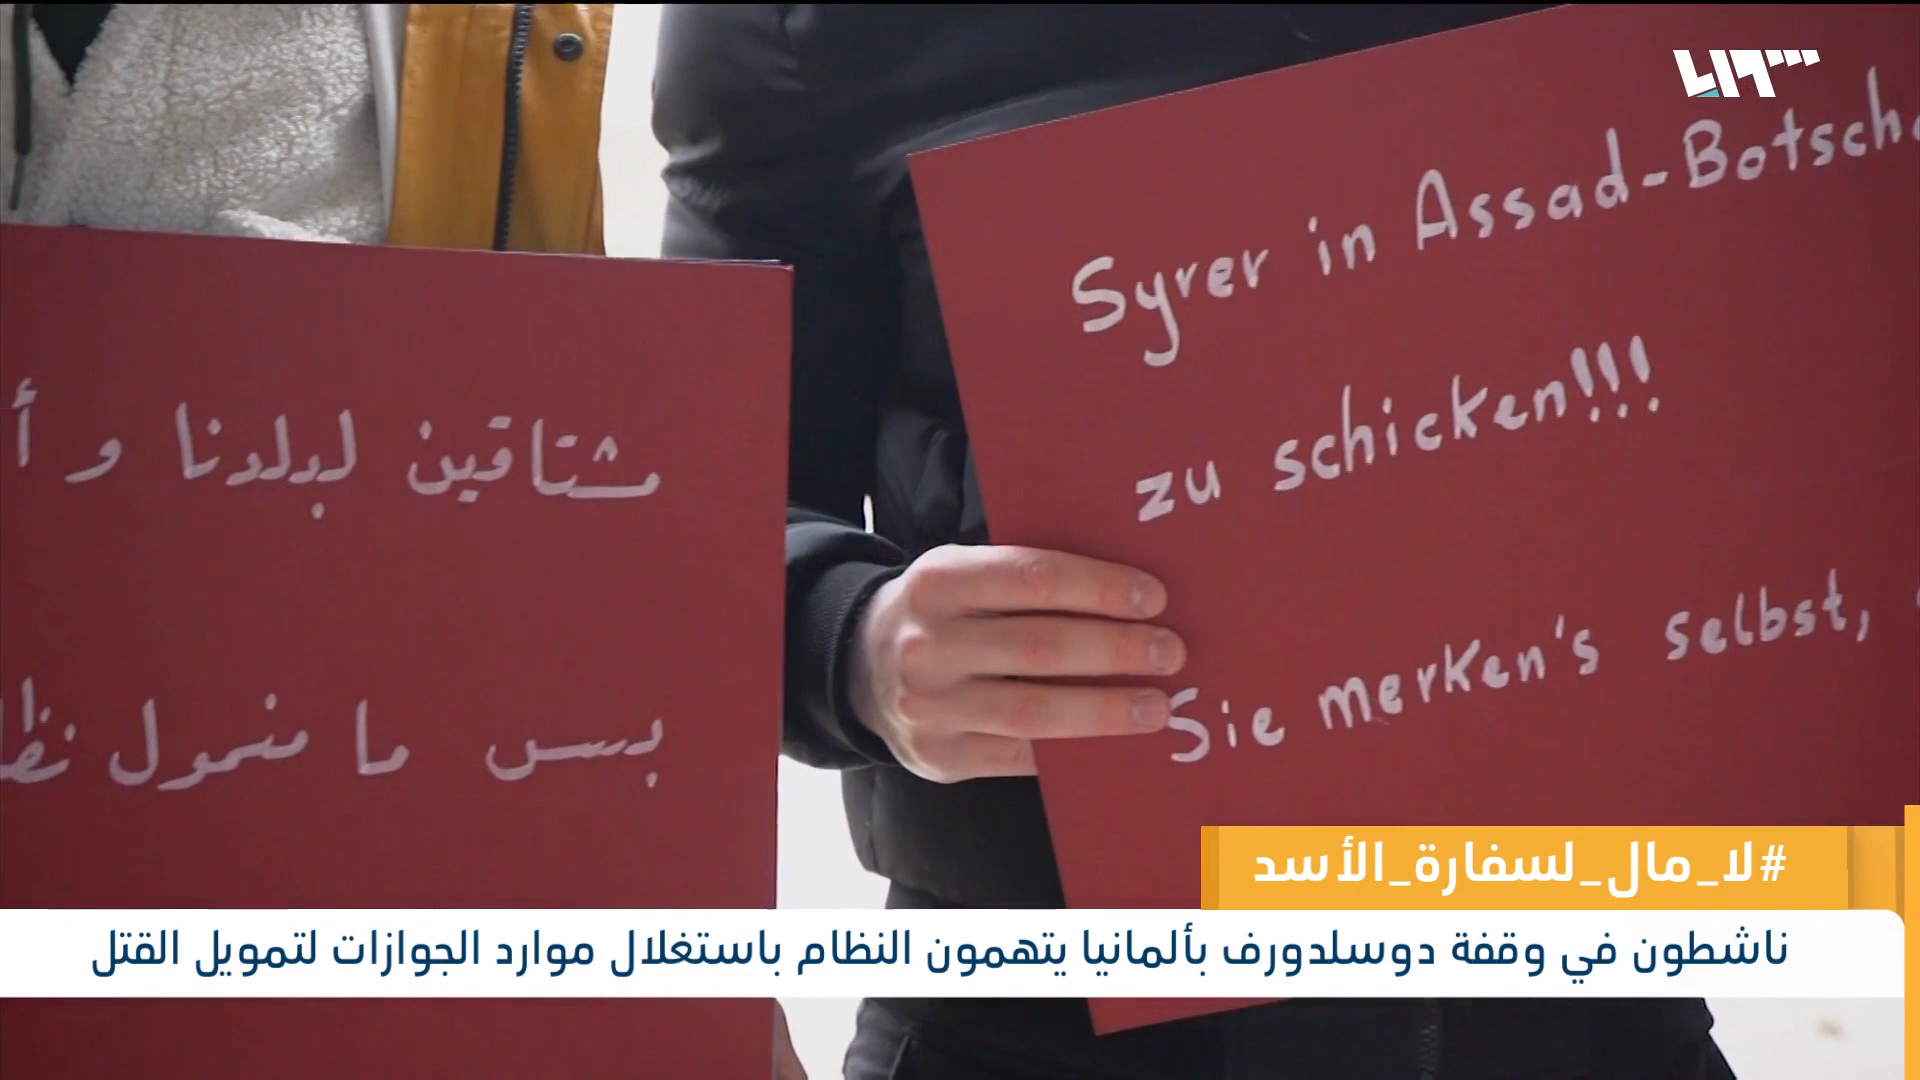 Syrer in Assad-Botsch
zu schicken!!!
Sie merken's selbst,
مشتاقين لبلدنا و
بس ما منمول
#لا_مال_لسفارة_الأسد
ناشطون في وقفة دوسلدورف بألمانيا يتهمون النظام باستغلال موارد الجوازات لتمويل القتل